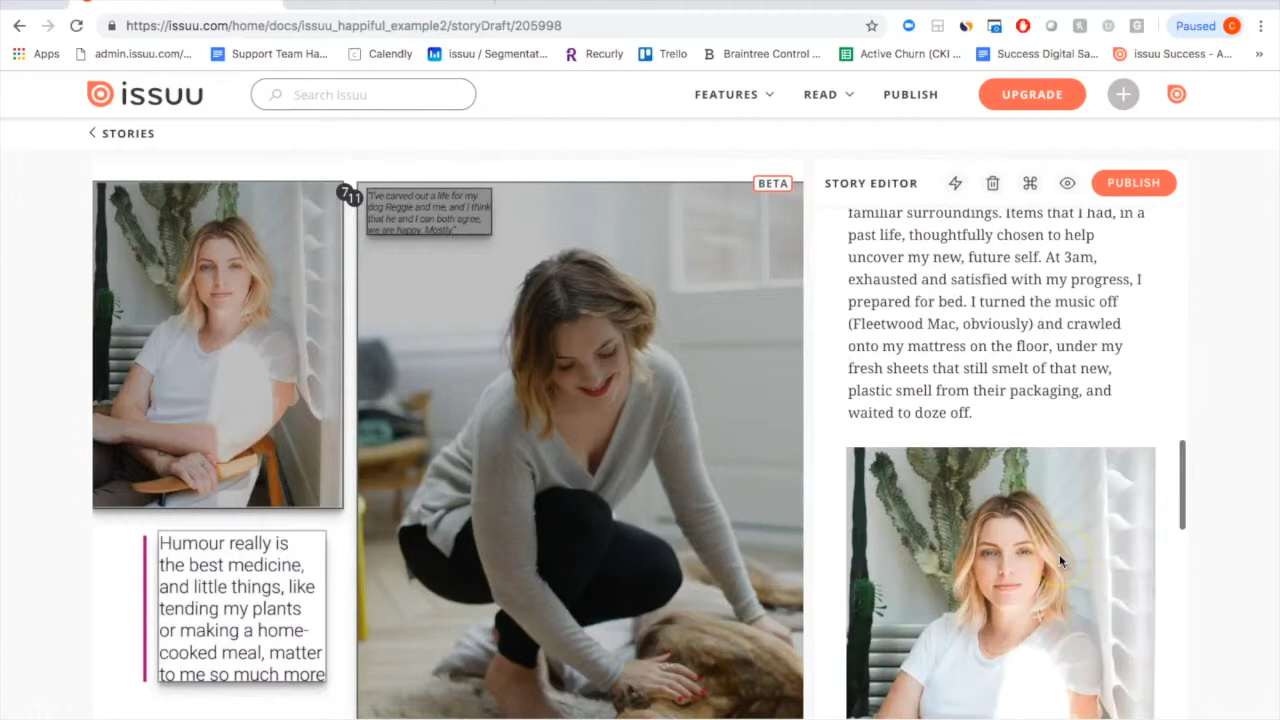 https://issuu.com/home/docs/issuu_happiful_example2/storyDraft/205998
Paused C
Apps admin.issuu.com/... Support Team Ha... Calendly issuu / Segmentat... Recurly Trello Braintree Control ... Active Churn (CKI ... Success Digital Sa... issuu Success - A... »
issuu Search Issuu FEATURES READ PUBLISH UPGRADE
STORIES
BETA STORY EDITOR PUBLISH
7
11
"I've carved out a life for my
dog Reggie and me, and I think
that he and I can both agree,
we are happy. Mostly"
Humour really is
the best medicine,
and little things, like
tending my plants
or making a home-
cooked meal, matter
to me so much more
familiar surroundings. Items that I had, in a
past life, thoughtfully chosen to help
uncover my new, future self. At 3am,
exhausted and satisfied with my progress, I
prepared for bed. I turned the music off
(Fleetwood Mac, obviously) and crawled
onto my mattress on the floor, under my
fresh sheets that still smelt of that new,
plastic smell from their packaging, and
waited to doze off.